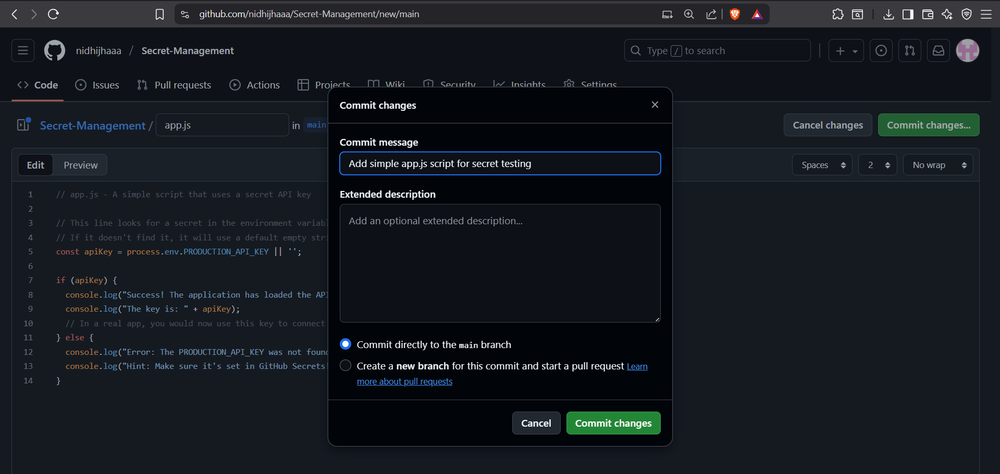 github.com/nidhijhaaa/Secret-Management/new/main
nidhijhaaa / Secret-Management
Type / to search
Code Issues Pull requests Actions Projects Wiki Security Insights Settings
Secret-Management / app.js in main
Cancel changes Commit changes...
Edit Preview
Spaces 2 No wrap
1 // app.js - A simple script that uses a secret API key
2
3 // This line looks for a secret in the environment
4 // If it doesn't find it, it will use a default empty
5 const apiKey = process.env.PRODUCTION_API_KEY || '';
6
7 if (apiKey) {
8 console.log("Success! The application has loaded the API
9 console.log("The key is: " + apiKey);
10 // In a real app, you would now use this key to connect
11 } else {
12 console.log("Error: The PRODUCTION_API_KEY was not
13 console.log("Hint: Make sure it's set in GitHub Secrets
14 }
Commit changes
Commit message
Add simple app.js script for secret testing
Extended description
Add an optional extended description...
Commit directly to the main branch
Create a new branch for this commit and start a pull request Learn
more about pull requests
Cancel Commit changes